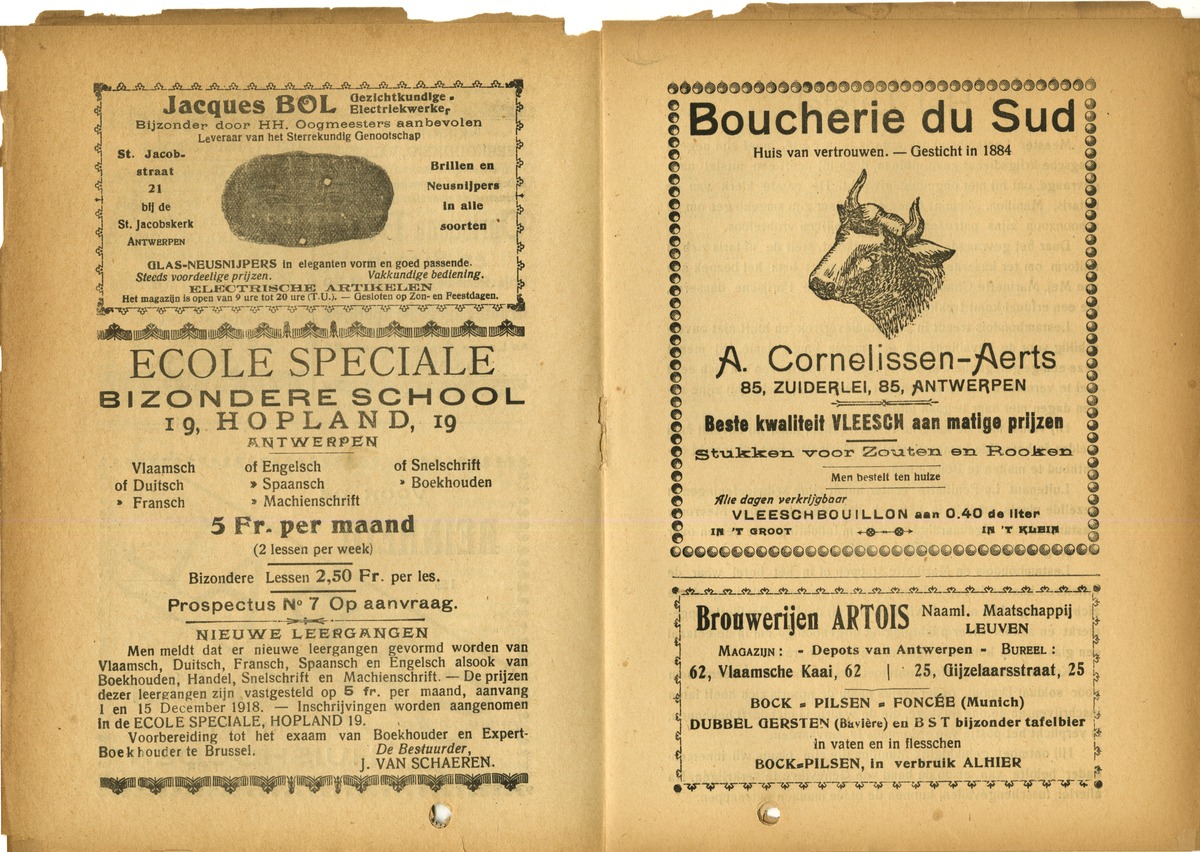 Jacques BOL Gezichtkundige - Electriekwerker
Bijzonder door HH. Oogmeesters aanbevolen
Leveraar van het Sterrekundig Genootschap
St. Jacob-
straat
21
bij de
St. Jacobskerk
ANTWERPEN
Brillen en
Neusnijpers
in alle
soorten
GLAS-NEUSNIJPERS in eleganten vorm en goed passende.
Steeds voordeelige prijzen. Vakkundige bediening.
ELECTRISCHE ARTIKELEN
Het magazijn is open van 9 ure tot 20 ure (T.U.). — Gesloten op Zon- en Feestdagen.
ECOLE SPECIALE
BIZONDERE SCHOOL
19, HOPLAND, 19
ANTWERPEN
Vlaamsch of Engelsch of Snelschrift
of Duitsch » Spaansch » Boekhouden
» Fransch » Machienschrift
5 Fr. per maand
(2 lessen per week)
Bizondere Lessen 2,50 Fr. per les.
Prospectus No 7 Op aanvraag.
NIEUWE LEERGANGEN
Men meldt dat er nieuwe leergangen gevormd worden van
Vlaamsch, Duitsch, Fransch, Spaansch en Engelsch alsook van
Boekhouden, Handel, Snelschrift en Machienschrift. — De prijzen
dezer leergangen zijn vastgesteld op 5 fr. per maand, aanvang
1 en 15 December 1918. — Inschrijvingen worden aangenomen
in de ECOLE SPECIALE, HOPLAND 19.
Voorbereiding tot het exaam van Boekhouder en Expert-
Boekhouder te Brussel. De Bestuurder,
J. VAN SCHAEREN.
Boucherie du Sud
Huis van vertrouwen. — Gesticht in 1884
A. Cornelissen-Aerts
85, ZUIDERLEI, 85, ANTWERPEN
Beste kwaliteit VLEESCH aan matige prijzen
Stukken voor Zouten en Rooken
Men bestelt ten huize
Alle dagen verkrijgbaar
VLEESCHBOUILLON aan 0.40 de liter
IN 'T GROOT IN 'T KLEIN
Brouwerijen ARTOIS Naaml. Maatschappij
LEUVEN
MAGAZIJN : - Depots van Antwerpen - BUREEL :
62, Vlaamsche Kaai, 62 | 25, Gijzelaarsstraat, 25
BOCK - PILSEN - FONCÉE (Munich)
DUBBEL GERSTEN (Bavière) en B S T bijzonder tafelbier
in vaten en in flesschen
BOCK-PILSEN, in verbruik ALHIER